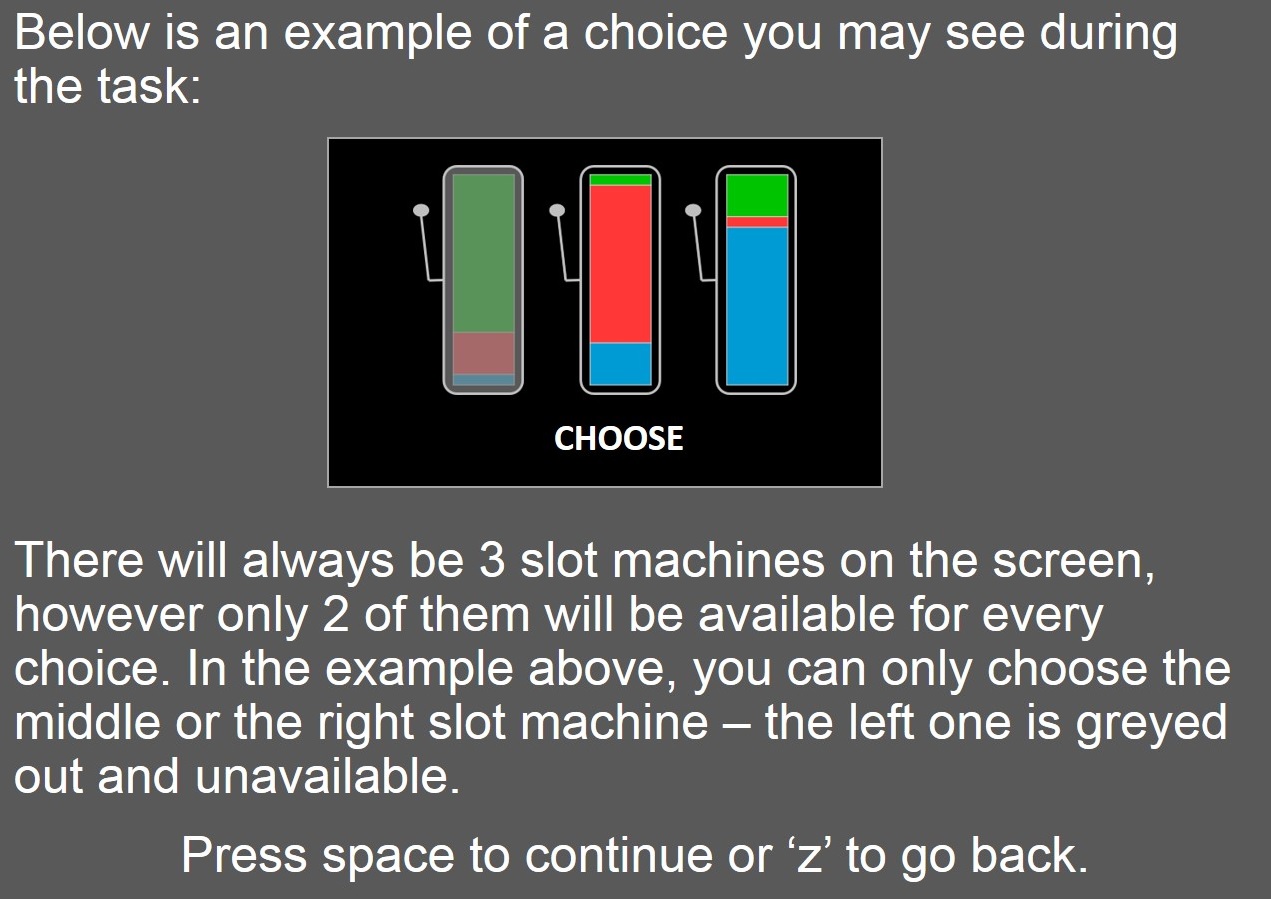 Below is an example of a choice you may see during
the task:
CHOOSE
There will always be 3 slot machines on the screen,
however only 2 of them will be available for every
choice. In the example above, you can only choose the
middle or the right slot machine – the left one is greyed
out and unavailable.
Press space to continue or ‘z’ to go back.